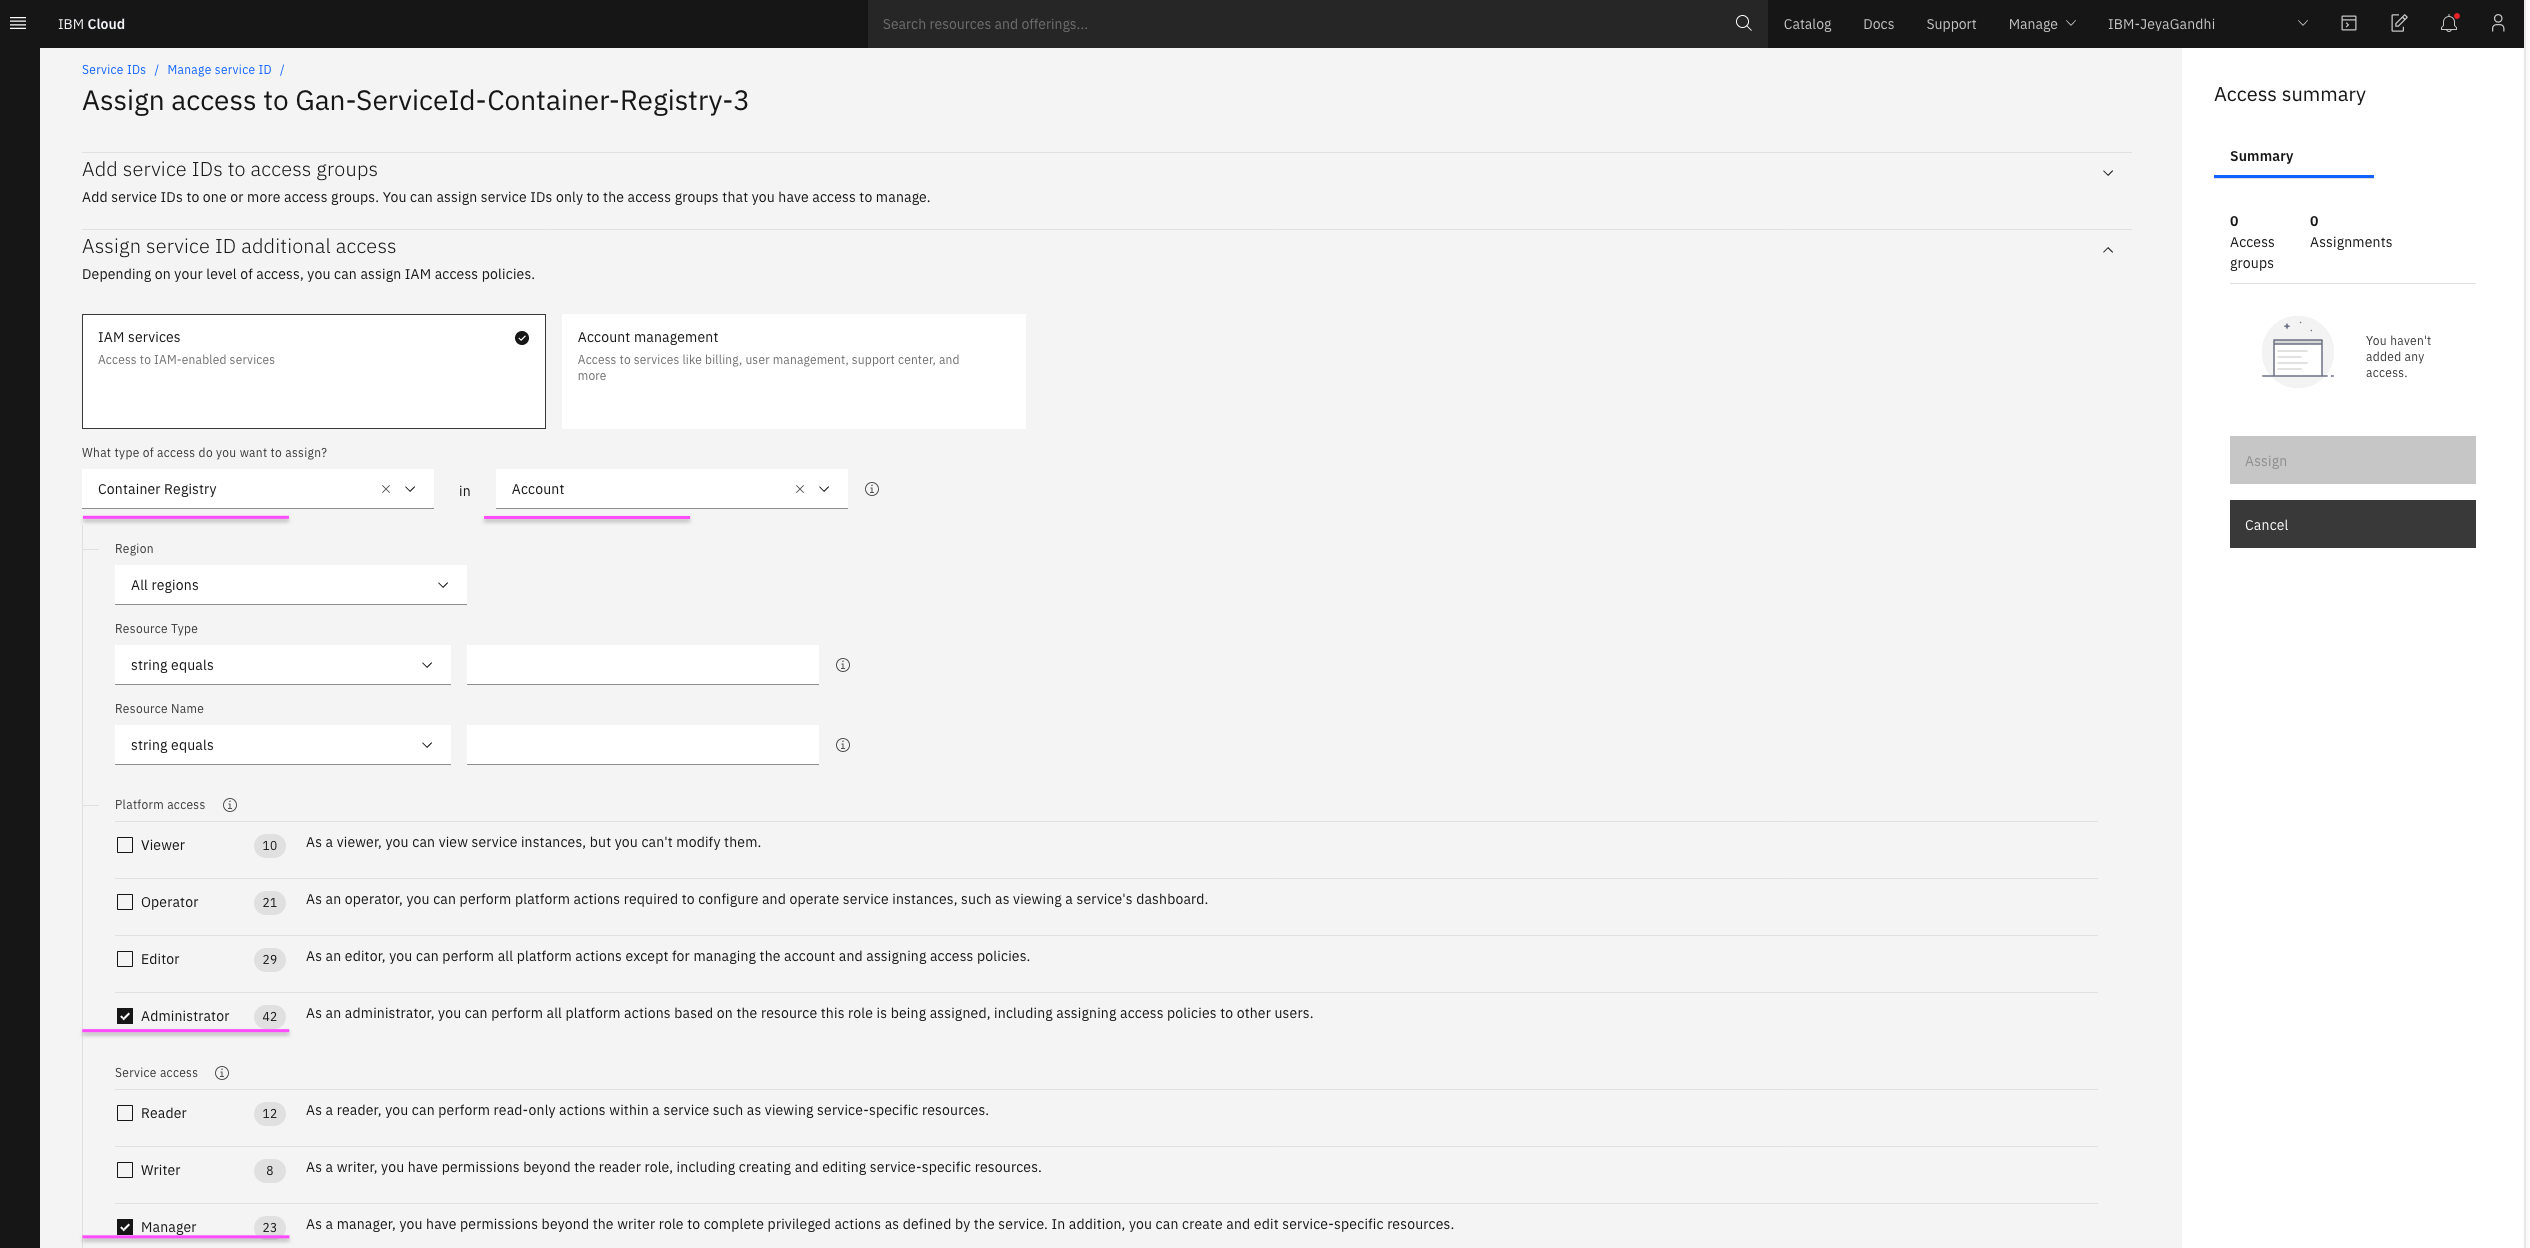 IBM Cloud
Search resources and offerings...
Catalog
Docs
Support
Manage
IBM-JeyaGandhi
Service IDs / Manage service ID /
Assign access to Gan-ServiceId-Container-Registry-3
Add service IDs to access groups
Add service IDs to one or more access groups. You can assign service IDs only to the access groups that you have access to manage.
Assign service ID additional access
Depending on your level of access, you can assign IAM access policies.
IAM services
Access to IAM-enabled services
Account management
Access to services like billing, user management, support center, and
more
What type of access do you want to assign?
Container Registry
in
Account
Region
All regions
Resource Type
string equals
Resource Name
string equals
Platform access
Viewer 10 As a viewer, you can view service instances, but you can't modify them.
Operator 21 As an operator, you can perform platform actions required to configure and operate service instances, such as viewing a service's dashboard.
Editor 29 As an editor, you can perform all platform actions except for managing the account and assigning access policies.
Administrator 42 As an administrator, you can perform all platform actions based on the resource this role is being assigned, including assigning access policies to other users.
Service access
Reader 12 As a reader, you can perform read-only actions within a service such as viewing service-specific resources.
Writer 8 As a writer, you have permissions beyond the reader role, including creating and editing service-specific resources.
Manager 23 As a manager, you have permissions beyond the writer role to complete privileged actions as defined by the service. In addition, you can create and edit service-specific resources.
Access summary
Summary
0
Access
groups
0
Assignments
You haven't
added any
access.
Assign
Cancel